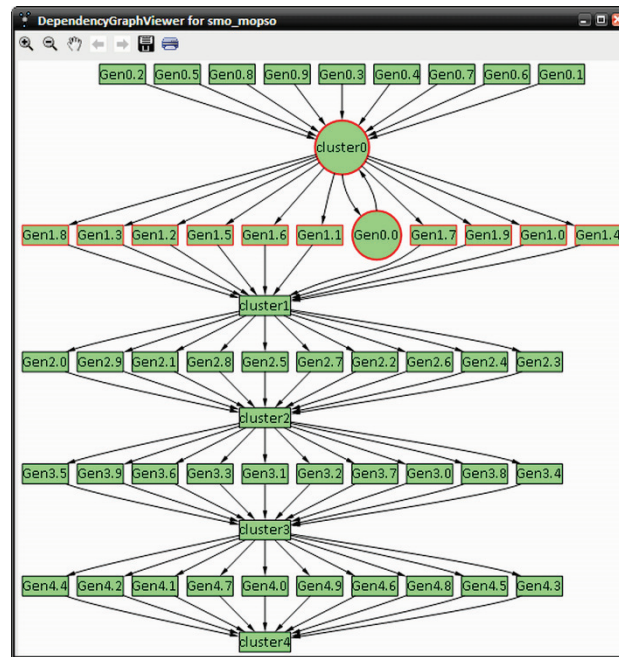 DependencyGraphViewer for smo_mopso
Gen0.2 Gen0.5 Gen0.8 Gen0.9 Gen0.3 Gen0.4 Gen0.7 Gen0.6 Gen0.1
cluster0
Gen1.8 Gen1.3 Gen1.2 Gen1.5 Gen1.6 Gen1.1 Gen0.0 Gen1.7 Gen1.9 Gen1.0 Gen1.4
cluster1
Gen2.0 Gen2.9 Gen2.1 Gen2.8 Gen2.5 Gen2.7 Gen2.2 Gen2.6 Gen2.4 Gen2.3
cluster2
Gen3.5 Gen3.9 Gen3.6 Gen3.3 Gen3.1 Gen3.2 Gen3.7 Gen3.0 Gen3.8 Gen3.4
cluster3
Gen4.4 Gen4.2 Gen4.1 Gen4.7 Gen4.0 Gen4.9 Gen4.6 Gen4.8 Gen4.5 Gen4.3
cluster4